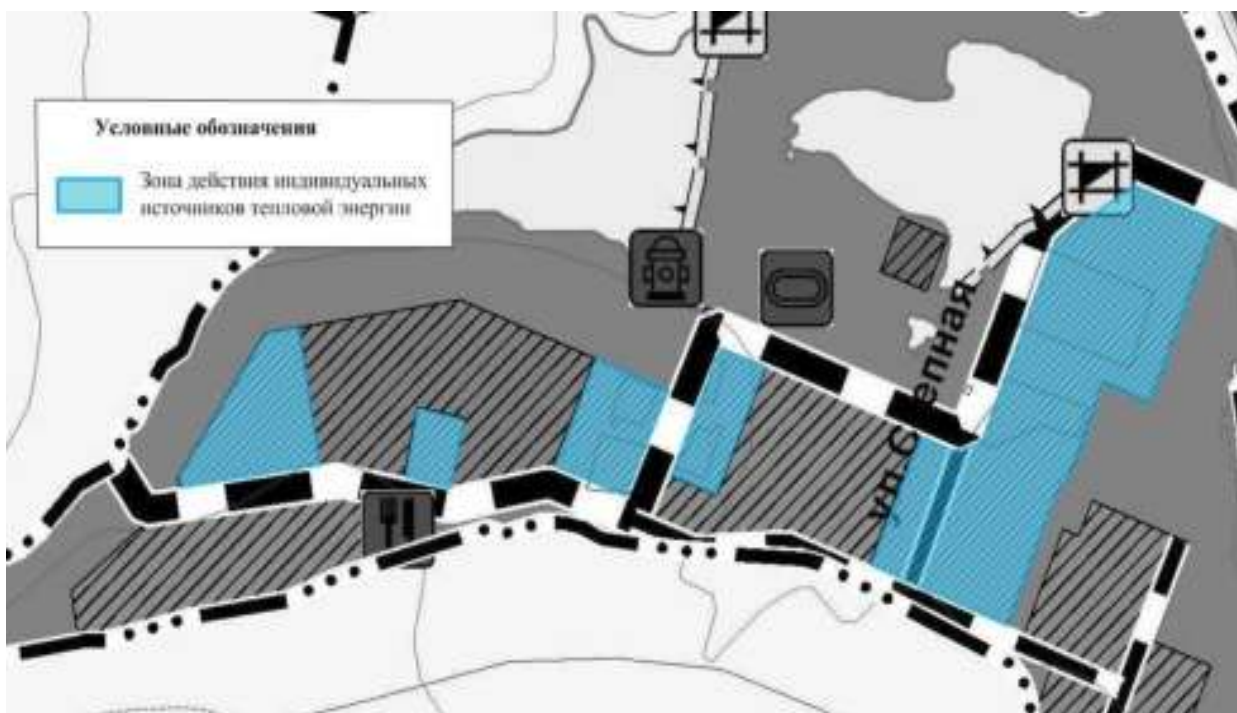 Условные обозначения
Зона действия индивидуальных
источников тепловой энергии
ул.Степная